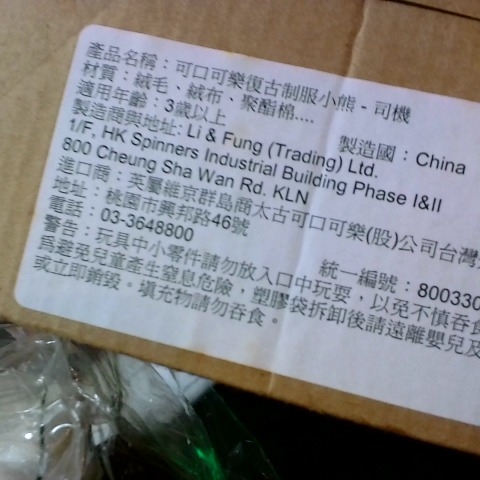 產品名稱：可口可樂復古制服小熊 - 司機
材質：絨毛、絨布、聚酯棉....
適用年齡：3歲以上 製造國：China
製造商與地址: Li & Fung (Trading) Ltd.
1/F, HK Spinners Industrial Building Phase I&II
800 Cheung Sha Wan Rd. KLN
進口商：英屬維京群島商太古可口可樂(股)公司台灣
地址：桃園市興邦路46號
電話：03-3648800 統一編號：800330
警告：玩具中小零件請勿放入口中玩耍，以免不慎吞食
為避免兒童產生窒息危險，塑膠袋拆卸後請遠離嬰兒及
或立即銷毀。填充物請勿吞食。